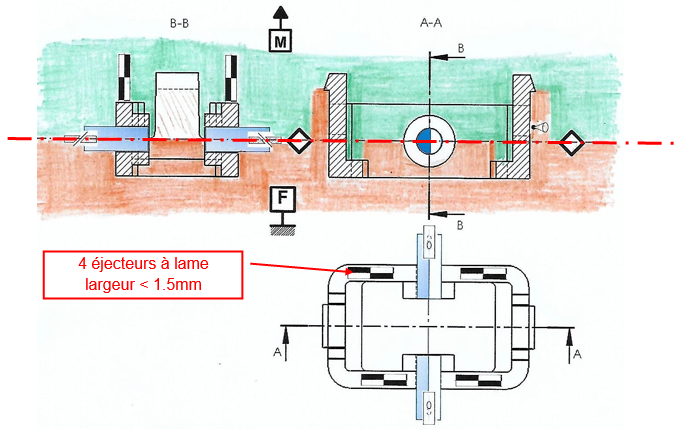 B-B
M
A-A
B
F
B
4 éjecteurs à lame
largeur < 1.5mm
A
A